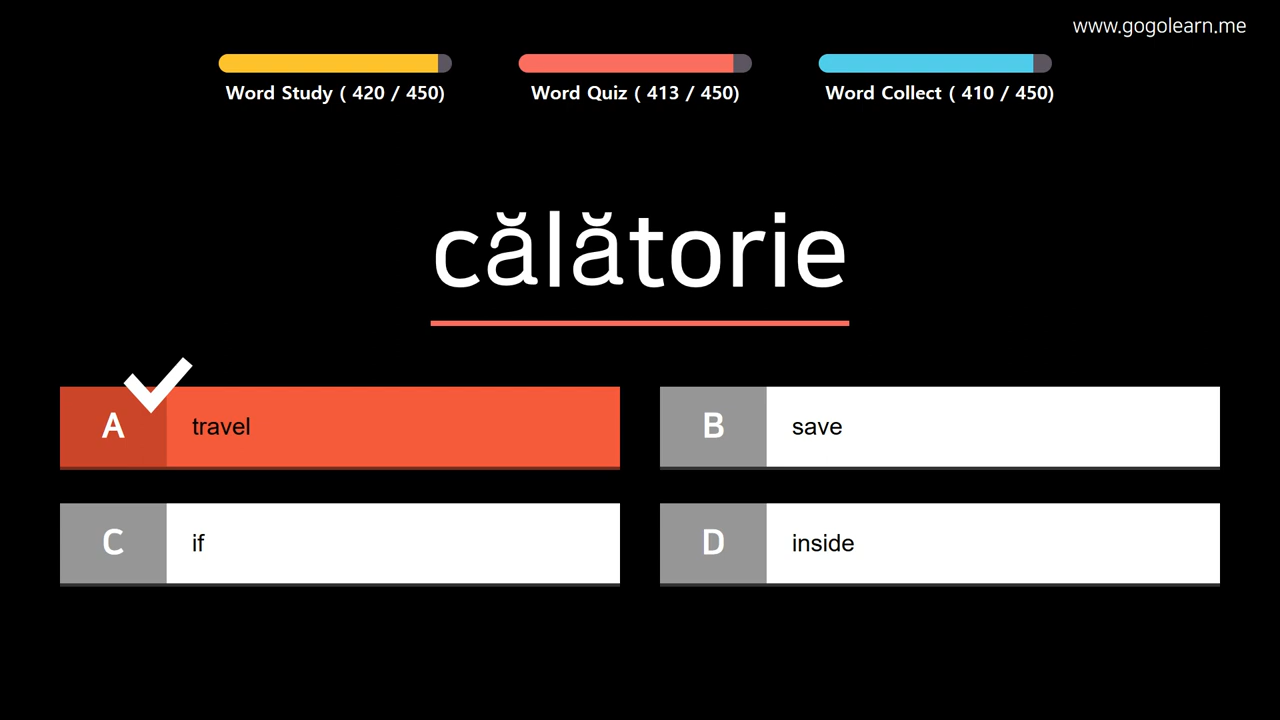 www.gogolearn.me
Word Study ( 420 / 450)
Word Quiz ( 413 / 450)
Word Collect ( 410 / 450)
călătorie
A travel
B save
C if
D inside